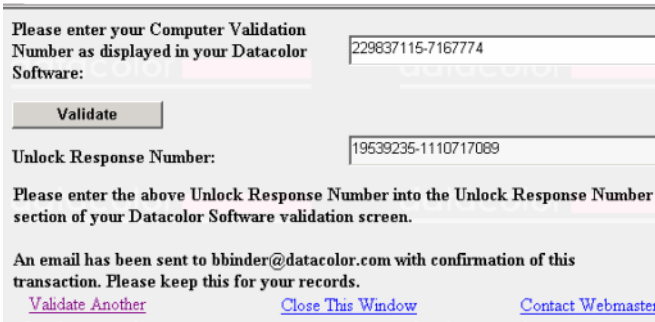 Please enter your Computer Validation
Number as displayed in your Datacolor
Software:
229837115-7167774
Validate
Unlock Response Number:
19539235-1110717089
Please enter the above Unlock Response Number into the Unlock Response Number
section of your Datacolor Software validation screen.
An email has been sent to bbinder@datacolor.com with confirmation of this
transaction. Please keep this for your records.
Validate Another Close This Window Contact Webmaster